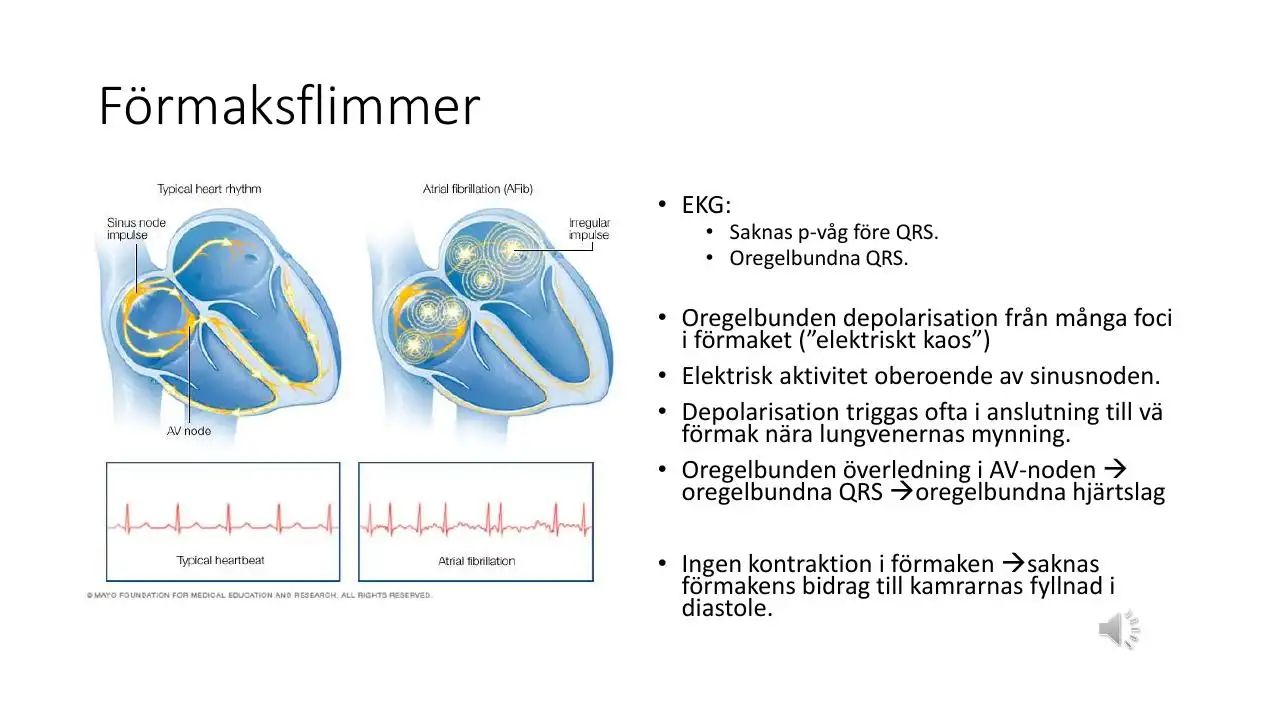 Förmaksflimmer
Typical heart rhythm
Sinus node
impulse
AV node
Typical heartbeat
Atrial fibrillation (AFib)
Irregular
impulse
Atrial fibrillation
© MAYO FOUNDATION FOR MEDICAL EDUCATION AND RESEARCH. ALL RIGHTS RESERVED.
• EKG:
• Saknas p-våg före QRS.
• Oregelbundna QRS.
• Oregelbunden depolarisation från många foci
i förmaket (”elektriskt kaos”)
• Elektrisk aktivitet oberoende av sinusnoden.
• Depolarisation triggas ofta i anslutning till vä
förmak nära lungvenernas mynning.
• Oregelbunden överledning i AV-noden →
oregelbundna QRS →oregelbundna hjärtslag
• Ingen kontraktion i förmaken →saknas
förmakens bidrag till kamrarnas fyllnad i
diastole.